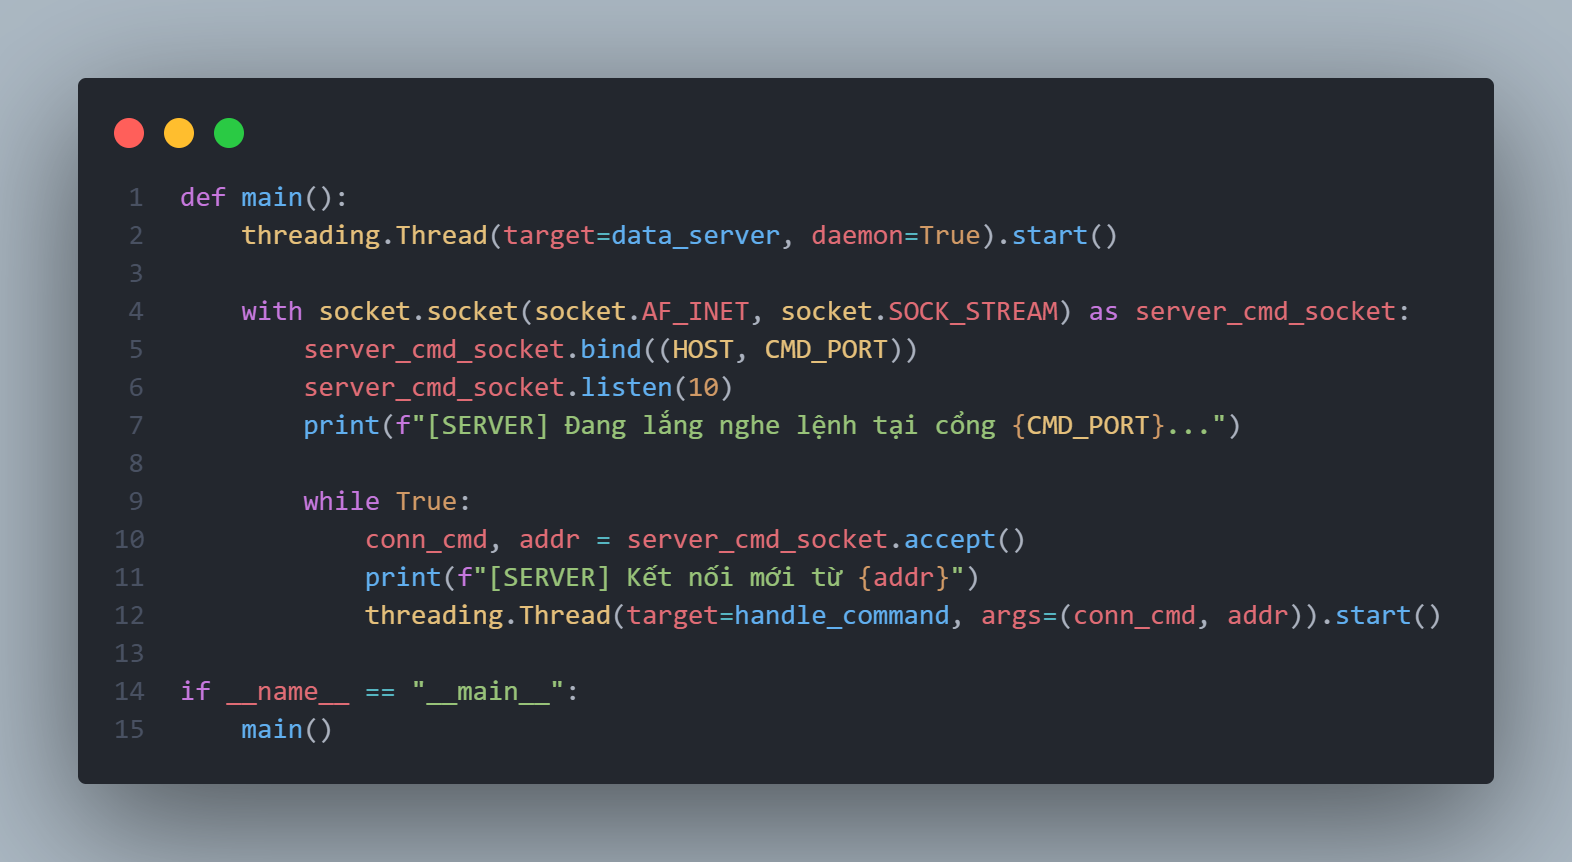 1 def main():
2     threading.Thread(target=data_server, daemon=True).start()
3
4     with socket.socket(socket.AF_INET, socket.SOCK_STREAM) as server_cmd_socket:
5         server_cmd_socket.bind((HOST, CMD_PORT))
6         server_cmd_socket.listen(10)
7         print(f"[SERVER] Đang lắng nghe lệnh tại cổng {CMD_PORT}...")
8
9         while True:
10             conn_cmd, addr = server_cmd_socket.accept()
11             print(f"[SERVER] Kết nối mới từ {addr}")
12             threading.Thread(target=handle_command, args=(conn_cmd, addr)).start()
13
14 if __name__ == "__main__":
15     main()